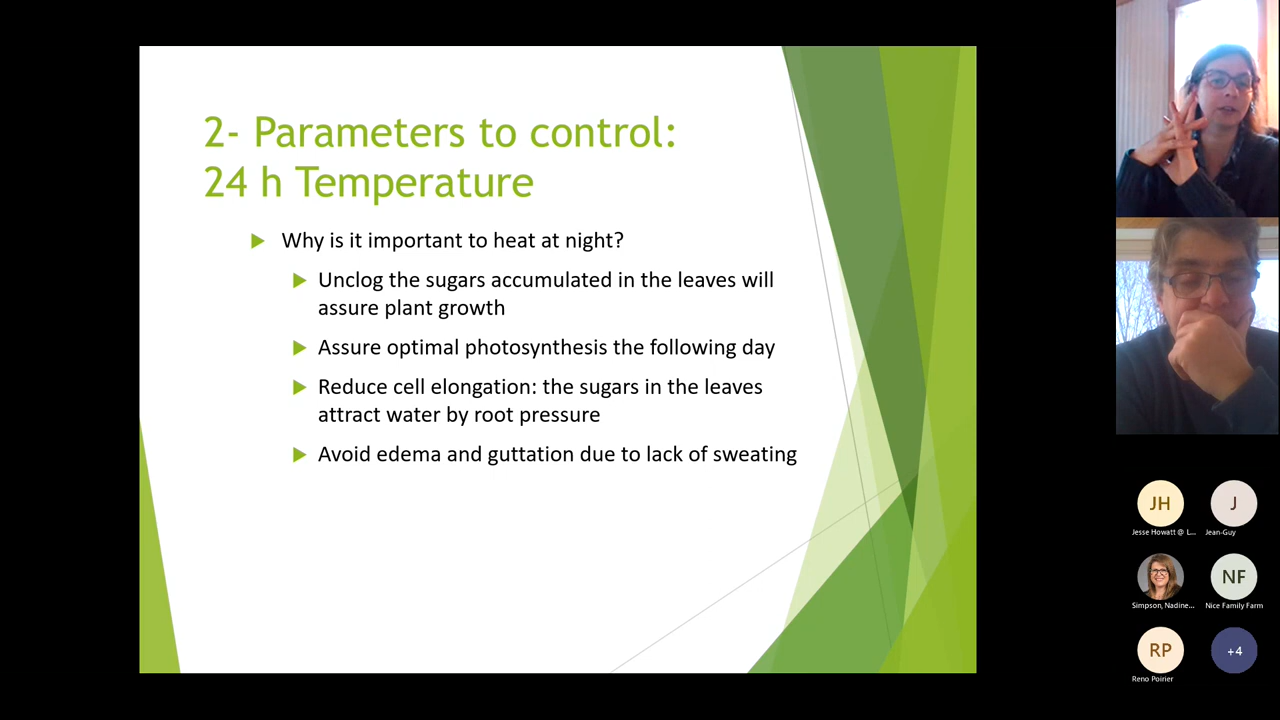 2- Parameters to control:
24 h Temperature
Why is it important to heat at night?
Unclog the sugars accumulated in the leaves will
assure plant growth
Assure optimal photosynthesis the following day
Reduce cell elongation: the sugars in the leaves
attract water by root pressure
Avoid edema and guttation due to lack of sweating
JH
J
Jesse Howatt @ L...
Jean-Guy
NF
Simpson, Nadine...
Nice Family Farm
RP
+4
Reno Poirier